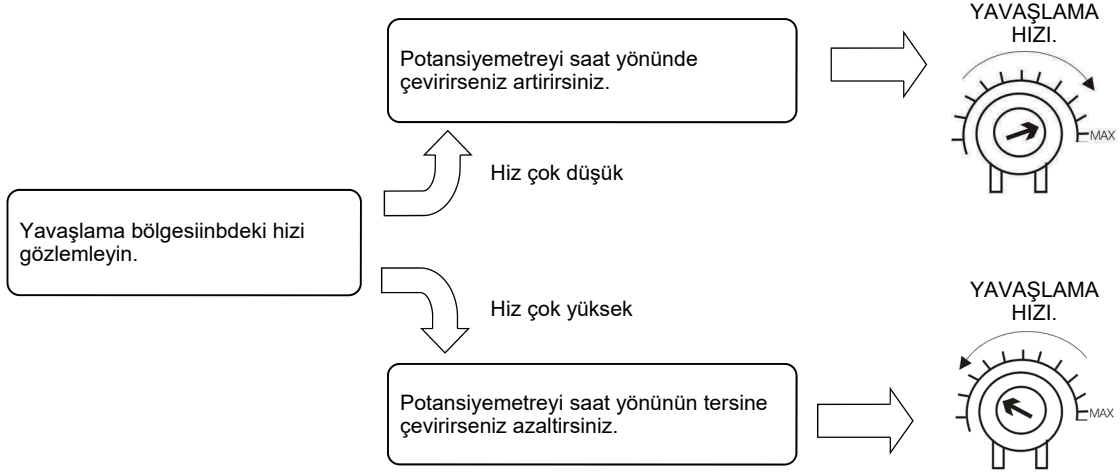 YAVAŞLAMA
HIZI.
Potansiyemetreyi saat yönünde
çevirirseniz artirirsiniz.
MAX
Hiz çok düşük
Yavaşlama bölgesiinbdeki hizi
gözlemleyin.
Hiz çok yüksek
YAVAŞLAMA
HIZI.
Potansiyemetreyi saat yönünün tersine
çevirirseniz azaltirsiniz.
MAX